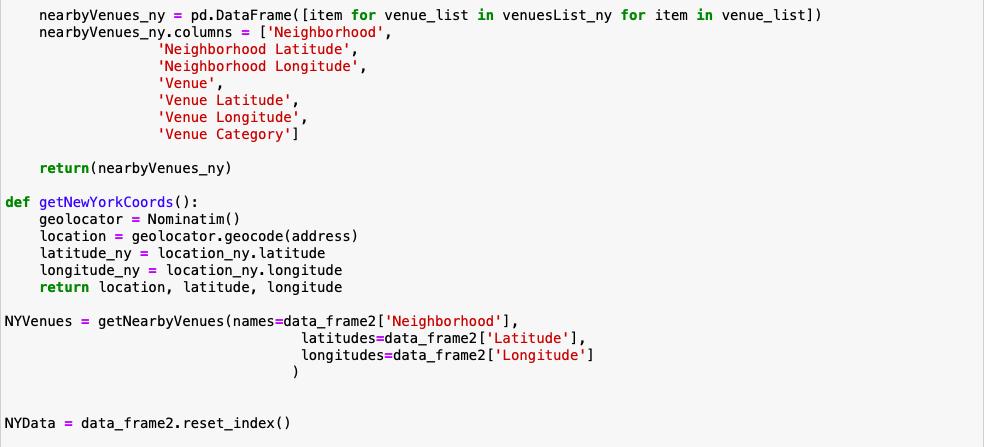 nearbyVenues_ny = pd.DataFrame([item for venue_list in venuesList_ny for item in venue_list])
nearbyVenues_ny.columns = ['Neighborhood',
'Neighborhood Latitude',
'Neighborhood Longitude',
'Venue',
'Venue Latitude',
'Venue Longitude',
'Venue Category']
return(nearbyVenues_ny)
def getNewYorkCoords():
geolocator = Nominatim()
location = geolocator.geocode(address)
latitude_ny = location_ny.latitude
longitude_ny = location_ny.longitude
return location, latitude, longitude
NYVenues = getNearbyVenues(names=data_frame2['Neighborhood'],
latitudes=data_frame2['Latitude'],
longitudes=data_frame2['Longitude']
)
NYData = data_frame2.reset_index()